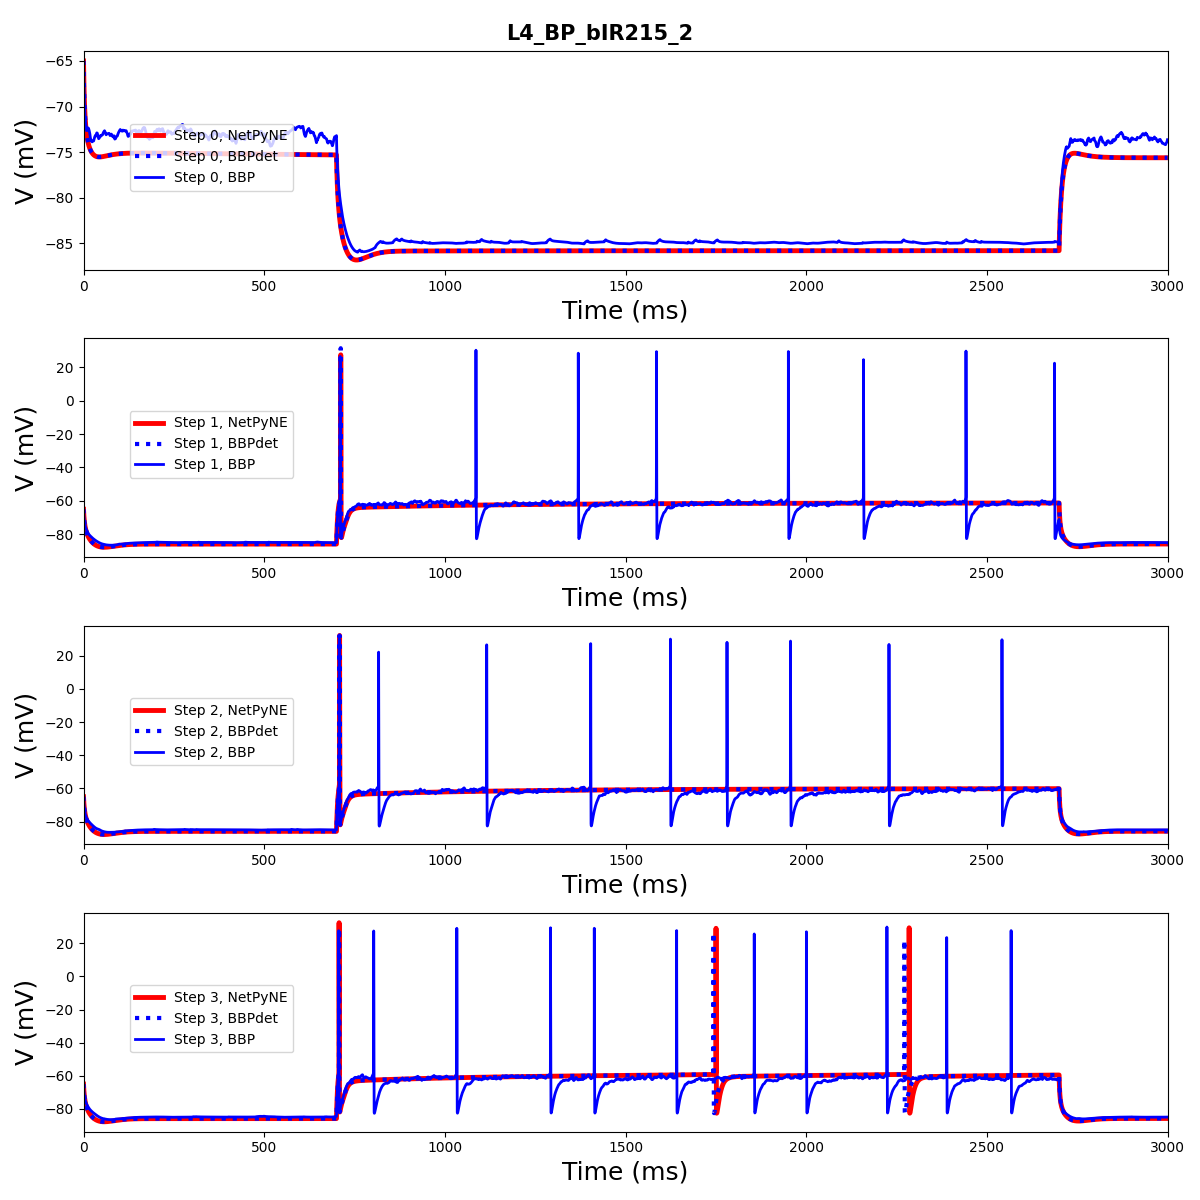 L4_BP_bIR215_2
−65
−70
−75
−80
−85
V (mV)
Step 0, NetPyNE
Step 0, BBPdet
Step 0, BBP
0 500 1000 1500 2000 2500 3000
Time (ms)
20
0
−20
−40
−60
−80
V (mV)
Step 1, NetPyNE
Step 1, BBPdet
Step 1, BBP
0 500 1000 1500 2000 2500 3000
Time (ms)
20
0
−20
−40
−60
−80
V (mV)
Step 2, NetPyNE
Step 2, BBPdet
Step 2, BBP
0 500 1000 1500 2000 2500 3000
Time (ms)
20
0
−20
−40
−60
−80
V (mV)
Step 3, NetPyNE
Step 3, BBPdet
Step 3, BBP
0 500 1000 1500 2000 2500 3000
Time (ms)